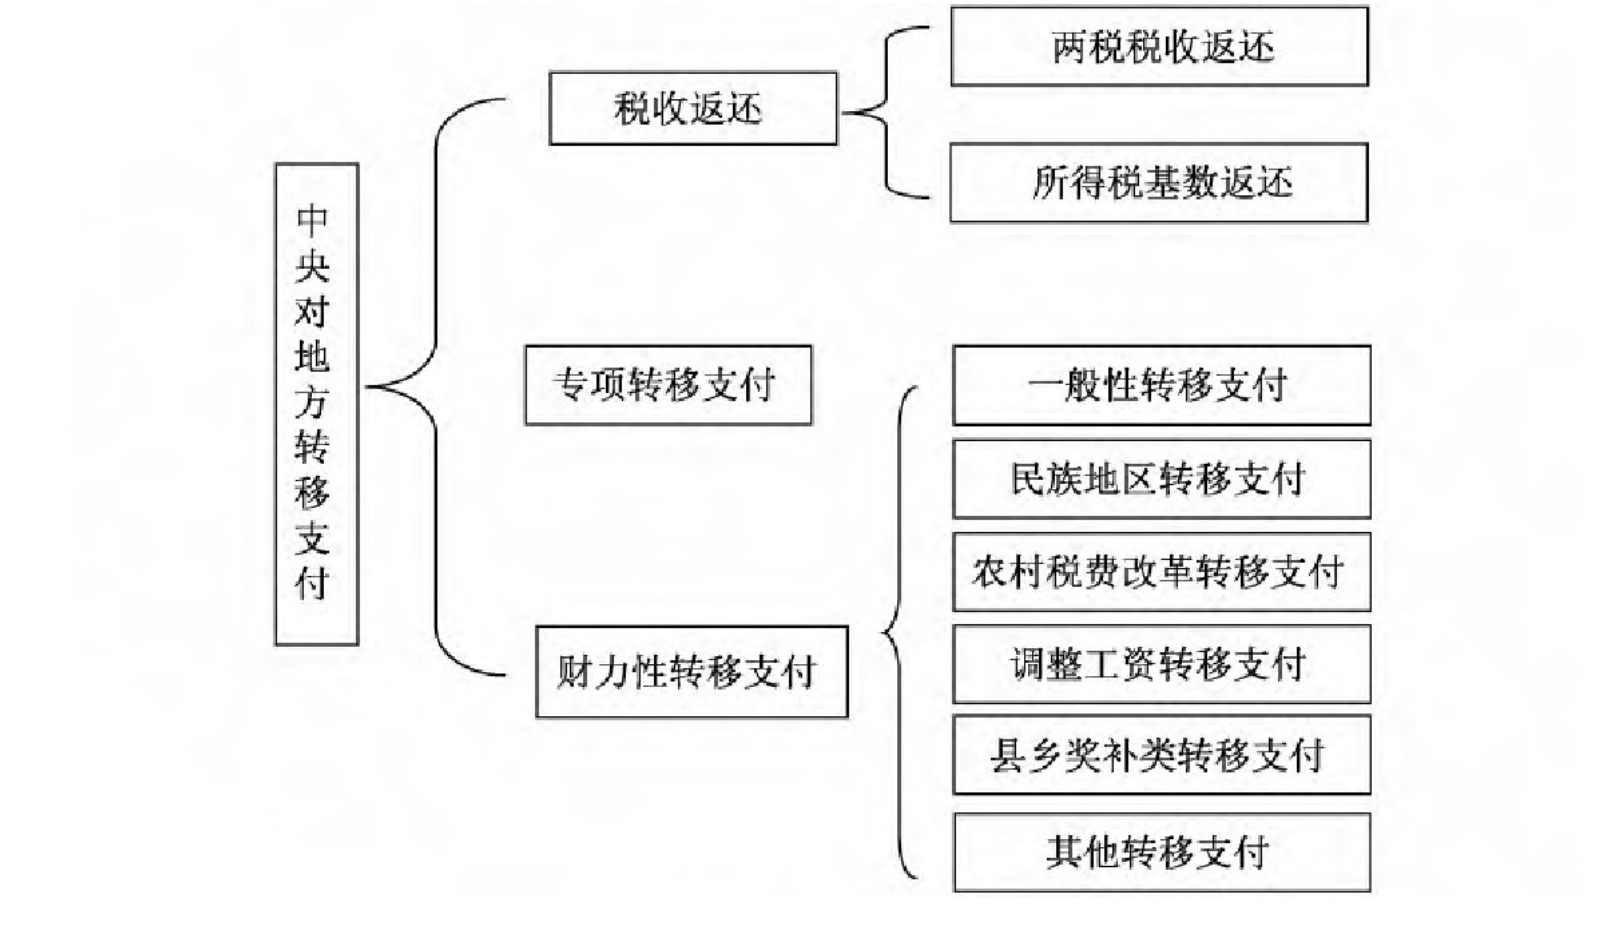 中央对地方转移支付
税收返还
两税税收返还
所得税基数返还
专项转移支付
财力性转移支付
一般性转移支付
民族地区转移支付
农村税费改革转移支付
调整工资转移支付
县乡奖补类转移支付
其他转移支付